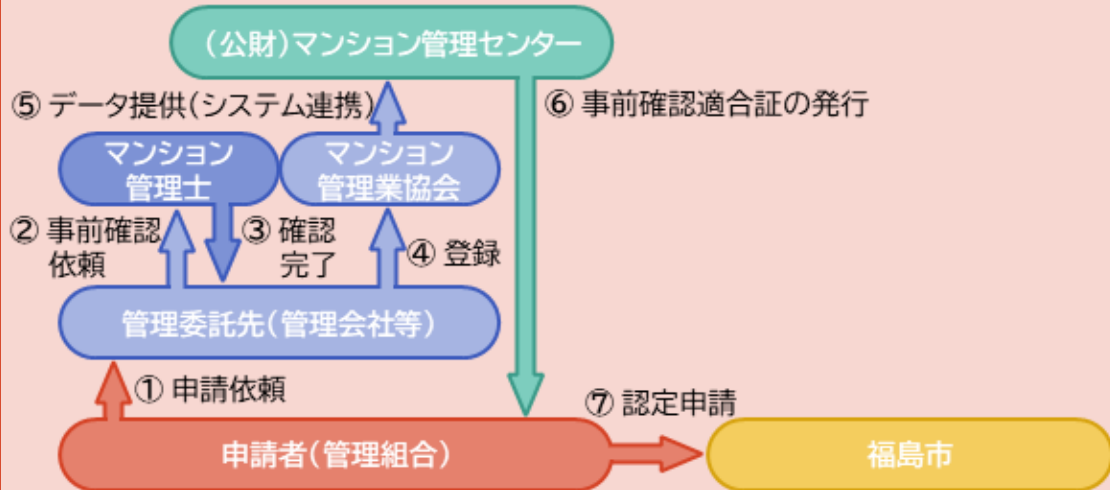 (公財)マンション管理センター
⑤ データ提供(システム連携)
⑥ 事前確認適合証の発行
マンション
管理士
マンション
管理業協会
② 事前確認
依頼
③ 確認
完了
④ 登録
管理委託先(管理会社等)
① 申請依頼
⑦ 認定申請
申請者(管理組合)
福島市